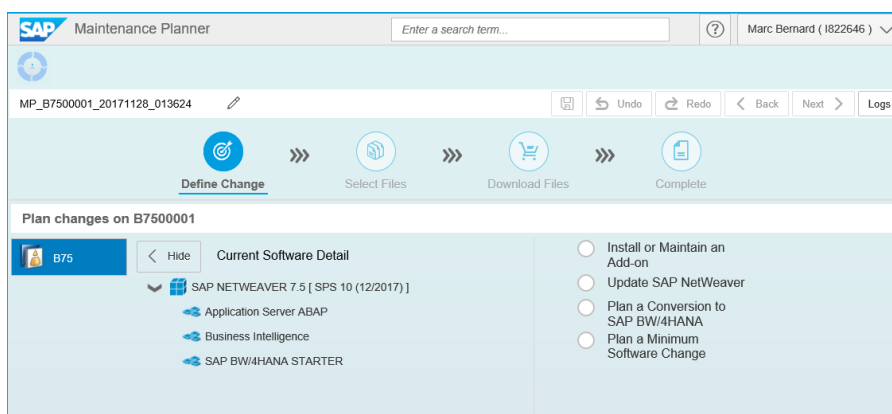 SAP Maintenance Planner
Enter a search term...
? Marc Bernard ( I822646 )
MP_B7500001_20171128_013624
Undo Redo Back Next Logs
Define Change Select Files Download Files Complete
Plan changes on B7500001
B75
Hide Current Software Detail
SAP NETWEAVER 7.5 [ SPS 10 (12/2017) ]
Application Server ABAP
Business Intelligence
SAP BW/4HANA STARTER
Install or Maintain an
Add-on
Update SAP NetWeaver
Plan a Conversion to
SAP BW/4HANA
Plan a Minimum
Software Change